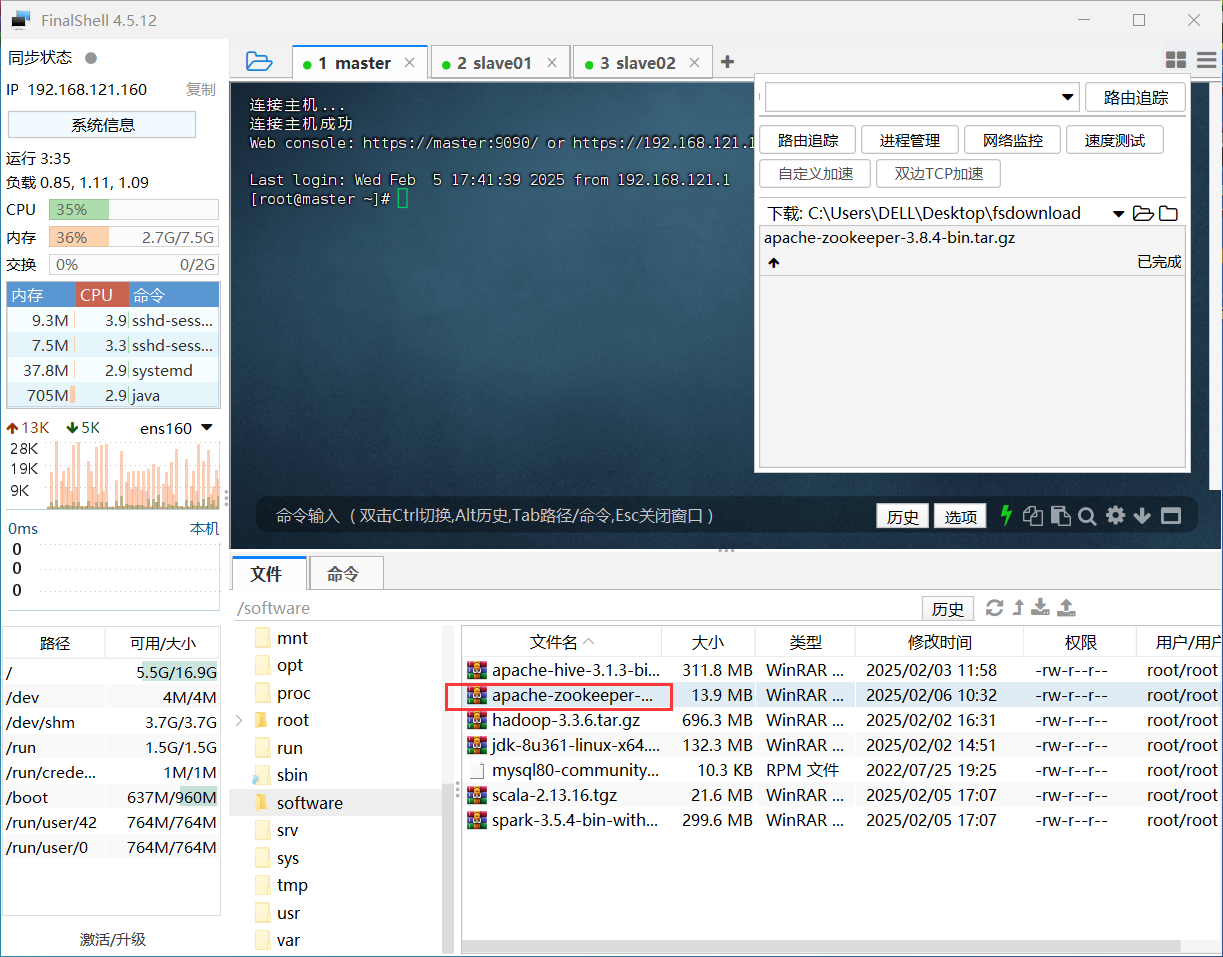 FinalShell 4.5.12
同步状态
IP 192.168.121.160 复制
系统信息
运行 3:35
负载 0.85, 1.11, 1.09
CPU 35%
内存 36% 2.7G/7.5G
交换 0% 0/2G
内存 CPU 命令
9.3M 3.9 sshd-sess...
7.5M 3.3 sshd-sess...
37.8M 2.9 systemd
705M 2.9 java
13K 5K ens160
28K
19K
9K
0ms 本机
0
0
0
路径 可用/大小
/ 5.5G/16.9G
/dev 4M/4M
/dev/shm 3.7G/3.7G
/run 1.5G/1.5G
/run/crede... 1M/1M
/boot 637M/960M
/run/user/42 764M/764M
/run/user/0 764M/764M
激活/升级
1 master 2 slave01 3 slave02
连接主机...
连接主机成功
Web console: https://master:9090/ or https://192.168.121.1
Last login: Wed Feb  5 17:41:39 2025 from 192.168.121.1
[root@master ~]#
路由追踪
路由追踪 进程管理 网络监控 速度测试
自定义加速 双边TCP加速
下载: C:\Users\DELL\Desktop\fsdownload
apache-zookeeper-3.8.4-bin.tar.gz
已完成
命令输入 （双击Ctrl切换,Alt历史,Tab路径/命令,Esc关闭窗口） 历史 选项
文件 命令
/software 历史
mnt
opt
proc
root
run
sbin
software
srv
sys
tmp
usr
var
文件名 大小 类型 修改时间 权限 用户/用户
apache-hive-3.1.3-bi... 311.8 MB WinRAR ... 2025/02/03 11:58 -rw-r--r-- root/root
apache-zookeeper-... 13.9 MB WinRAR ... 2025/02/06 10:32 -rw-r--r-- root/root
hadoop-3.3.6.tar.gz 696.3 MB WinRAR ... 2025/02/02 16:31 -rw-r--r-- root/root
jdk-8u361-linux-x64.... 132.3 MB WinRAR ... 2025/02/02 14:51 -rw-r--r-- root/root
mysql80-community... 10.3 KB RPM 文件 2022/07/25 19:25 -rw-r--r-- root/root
scala-2.13.16.tgz 21.6 MB WinRAR ... 2025/02/05 17:07 -rw-r--r-- root/root
spark-3.5.4-bin-with... 299.6 MB WinRAR ... 2025/02/05 17:07 -rw-r--r-- root/root